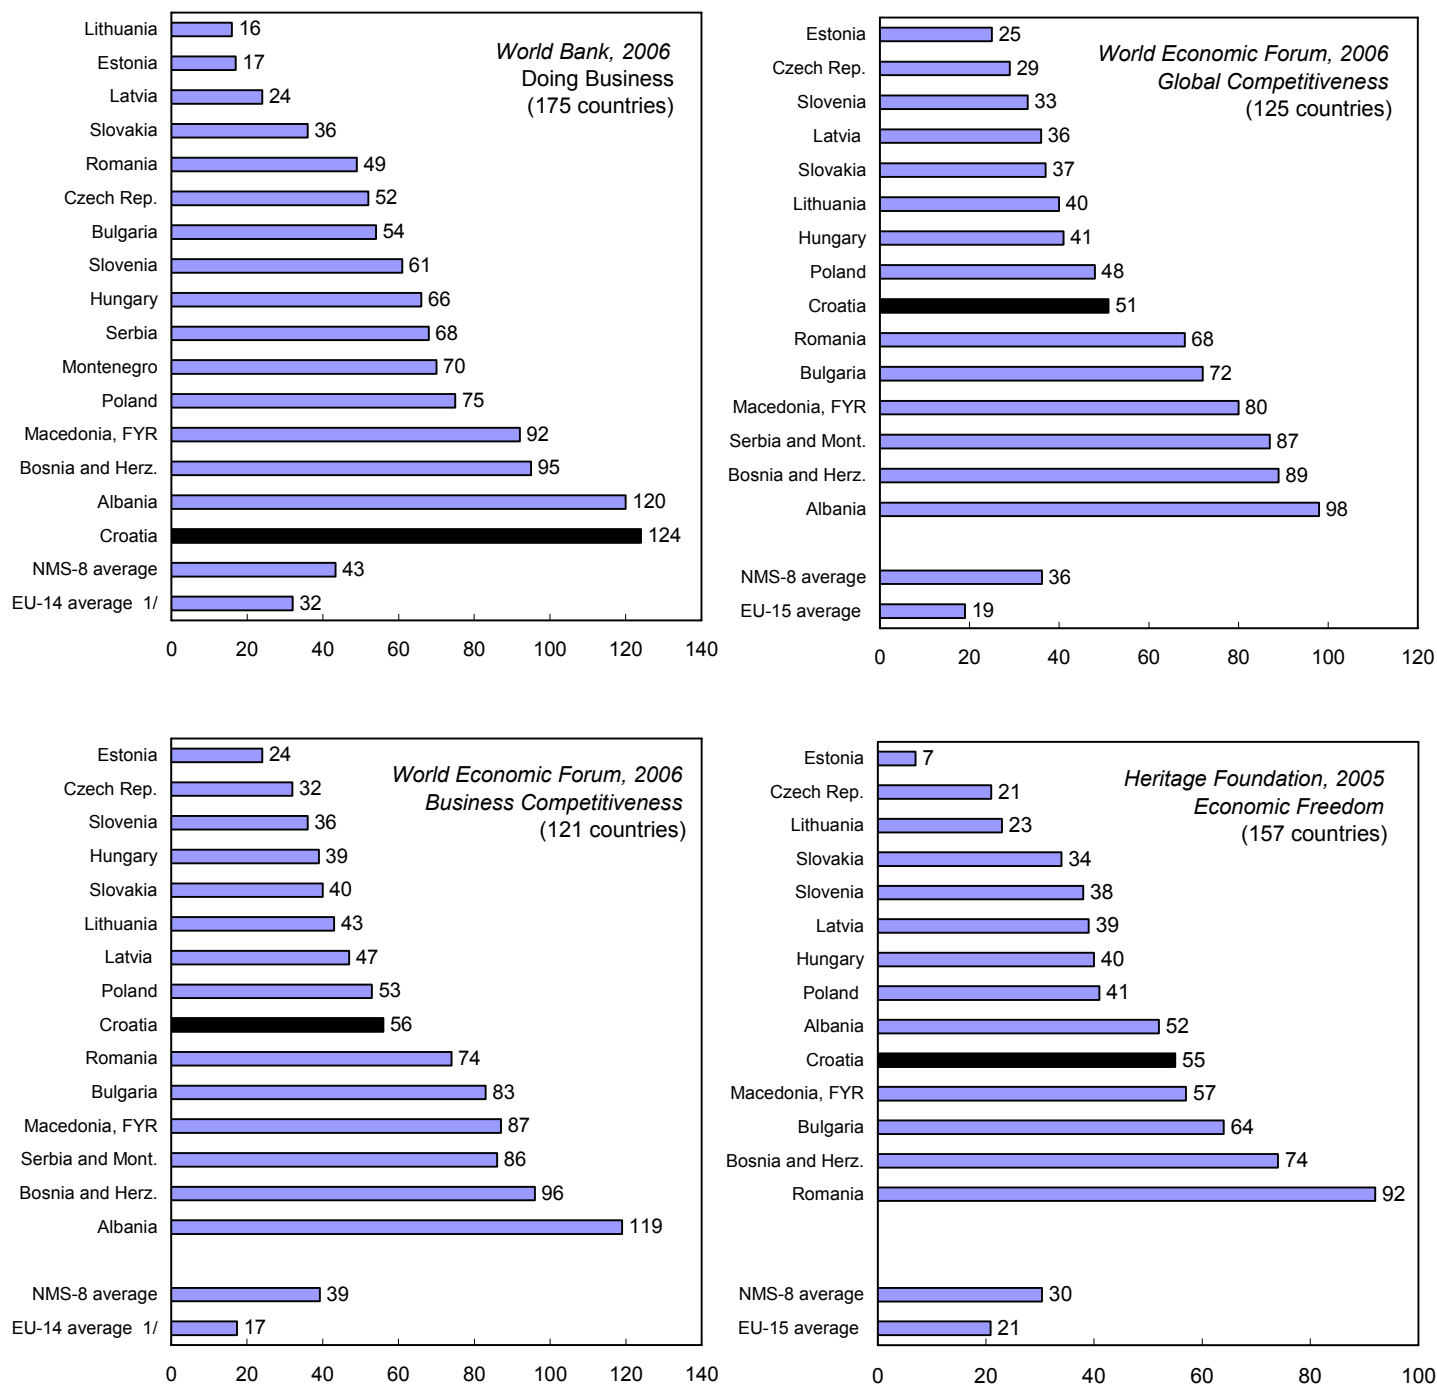 World Bank, 2006
Doing Business
(175 countries)
Lithuania 16
Estonia 17
Latvia 24
Slovakia 36
Romania 49
Czech Rep. 52
Bulgaria 54
Slovenia 61
Hungary 66
Serbia 68
Montenegro 70
Poland 75
Macedonia, FYR 92
Bosnia and Herz. 95
Albania 120
Croatia 124
NMS-8 average 43
EU-14 average 1/ 32
0 20 40 60 80 100 120 140
World Economic Forum, 2006
Global Competitiveness
(125 countries)
Estonia 25
Czech Rep. 29
Slovenia 33
Latvia 36
Slovakia 37
Lithuania 40
Hungary 41
Poland 48
Croatia 51
Romania 68
Bulgaria 72
Macedonia, FYR 80
Serbia and Mont. 87
Bosnia and Herz. 89
Albania 98
NMS-8 average 36
EU-15 average 19
0 20 40 60 80 100 120
World Economic Forum, 2006
Business Competitiveness
(121 countries)
Estonia 24
Czech Rep. 32
Slovenia 36
Hungary 39
Slovakia 40
Lithuania 43
Latvia 47
Poland 53
Croatia 56
Romania 74
Bulgaria 83
Macedonia, FYR 87
Serbia and Mont. 86
Bosnia and Herz. 96
Albania 119
NMS-8 average 39
EU-14 average 1/ 17
0 20 40 60 80 100 120 140
Heritage Foundation, 2005
Economic Freedom
(157 countries)
Estonia 7
Czech Rep. 21
Lithuania 23
Slovakia 34
Slovenia 38
Latvia 39
Hungary 40
Poland 41
Albania 52
Croatia 55
Macedonia, FYR 57
Bulgaria 64
Bosnia and Herz. 74
Romania 92
NMS-8 average 30
EU-15 average 21
0 20 40 60 80 100